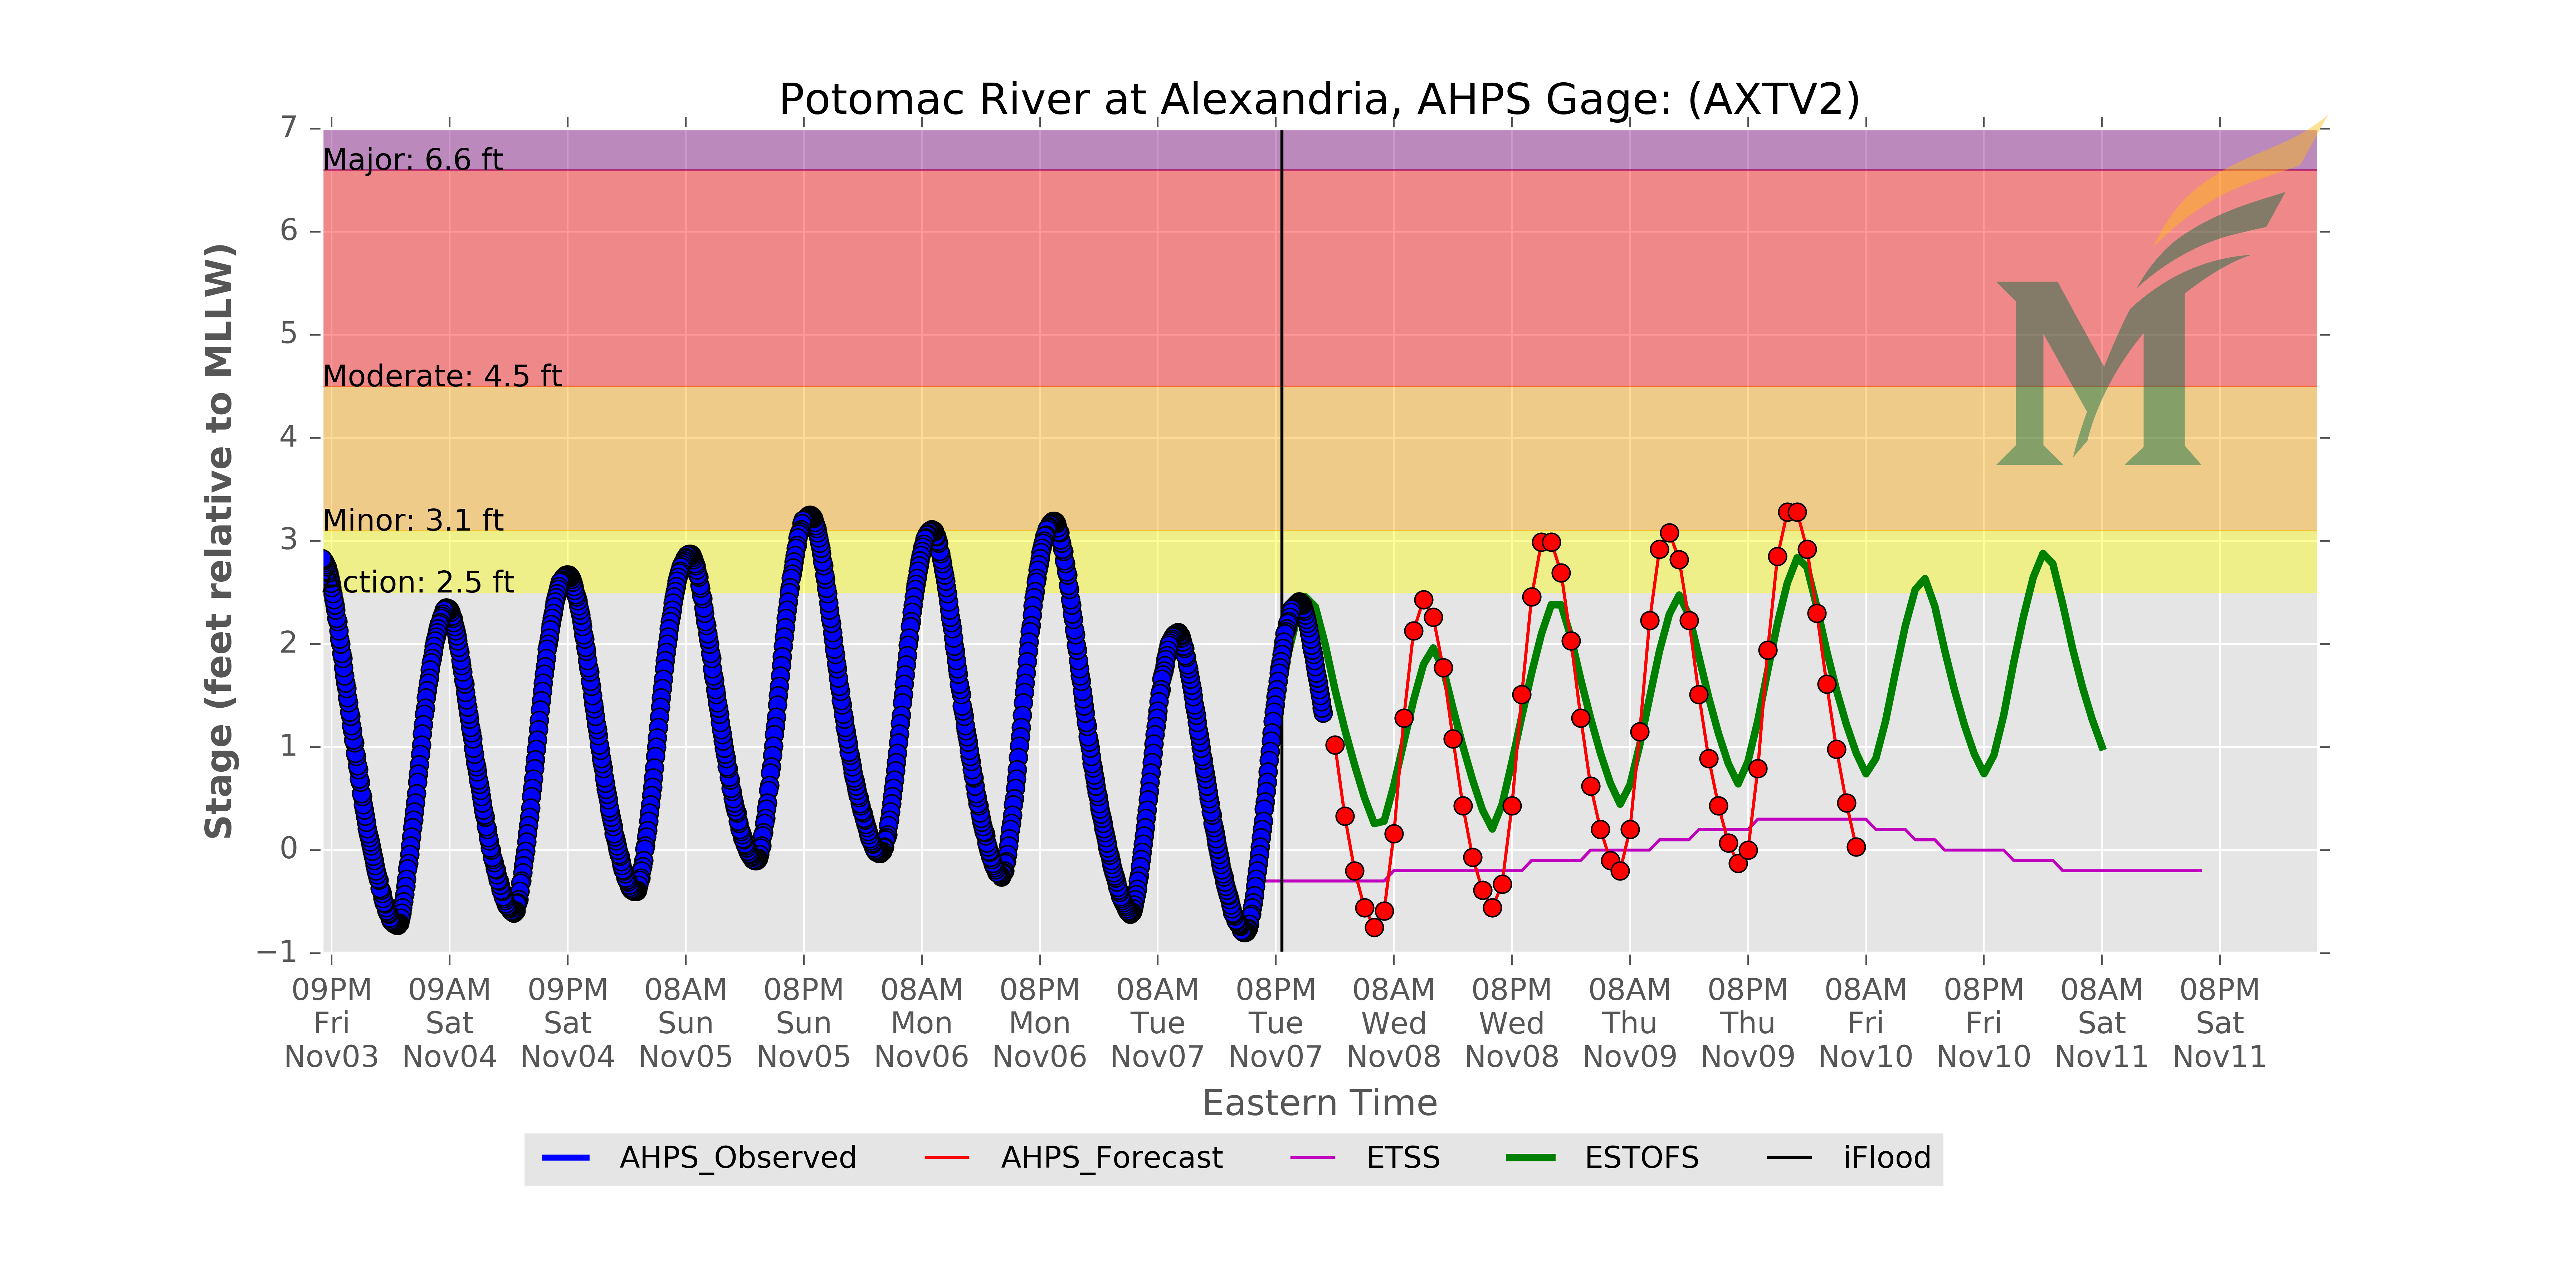 Potomac River at Alexandria, AHPS Gage: (AXTV2)
7
Major: 6.6 ft
6
5
Moderate: 4.5 ft
4
Minor: 3.1 ft
3
Action: 2.5 ft
2
1
0
−1
Stage (feet relative to MLLW)
09PM 09AM 09PM 08AM 08PM 08AM 08PM 08AM 08PM 08AM 08PM 08AM 08PM 08AM 08PM 08AM 08PM
Fri Sat Sat Sun Sun Mon Mon Tue Tue Wed Wed Thu Thu Fri Fri Sat Sat
Nov03 Nov04 Nov04 Nov05 Nov05 Nov06 Nov06 Nov07 Nov07 Nov08 Nov08 Nov09 Nov09 Nov10 Nov10 Nov11 Nov11
Eastern Time
AHPS_Observed AHPS_Forecast ETSS ESTOFS iFlood
M